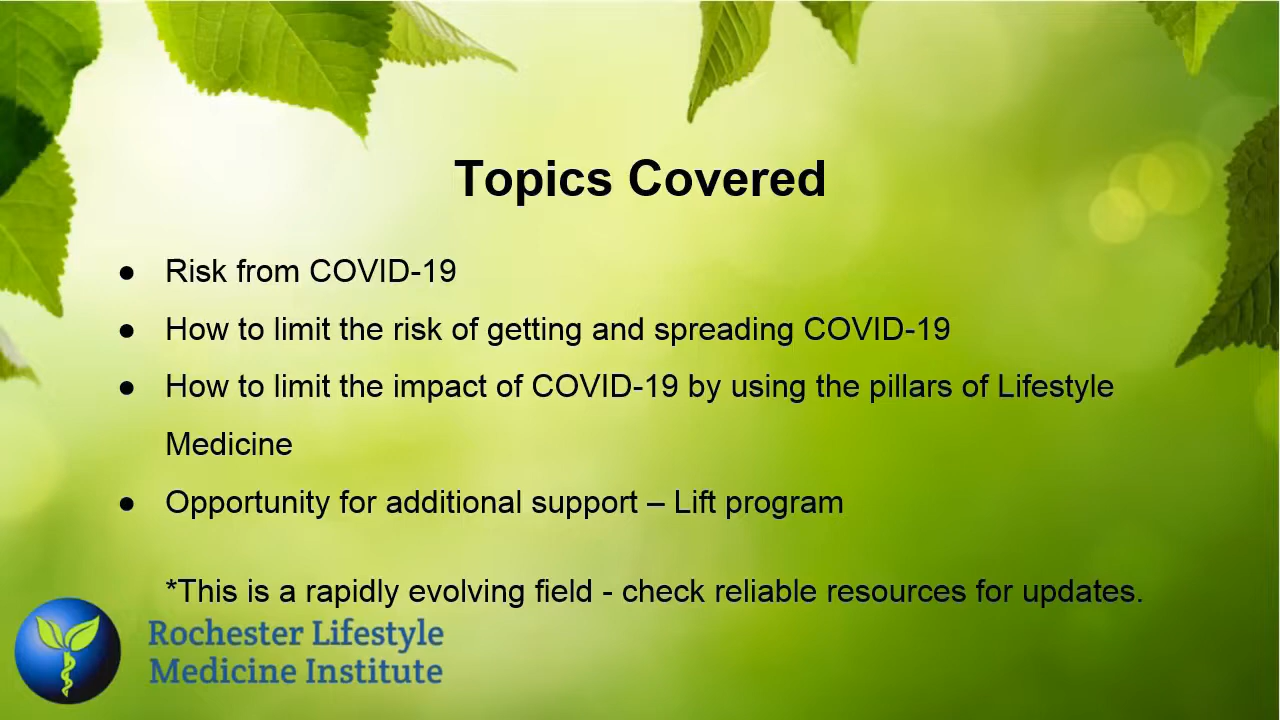 Topics Covered
● Risk from COVID-19
● How to limit the risk of getting and spreading COVID-19
● How to limit the impact of COVID-19 by using the pillars of Lifestyle
Medicine
● Opportunity for additional support – Lift program
*This is a rapidly evolving field - check reliable resources for updates.
Rochester Lifestyle
Medicine Institute